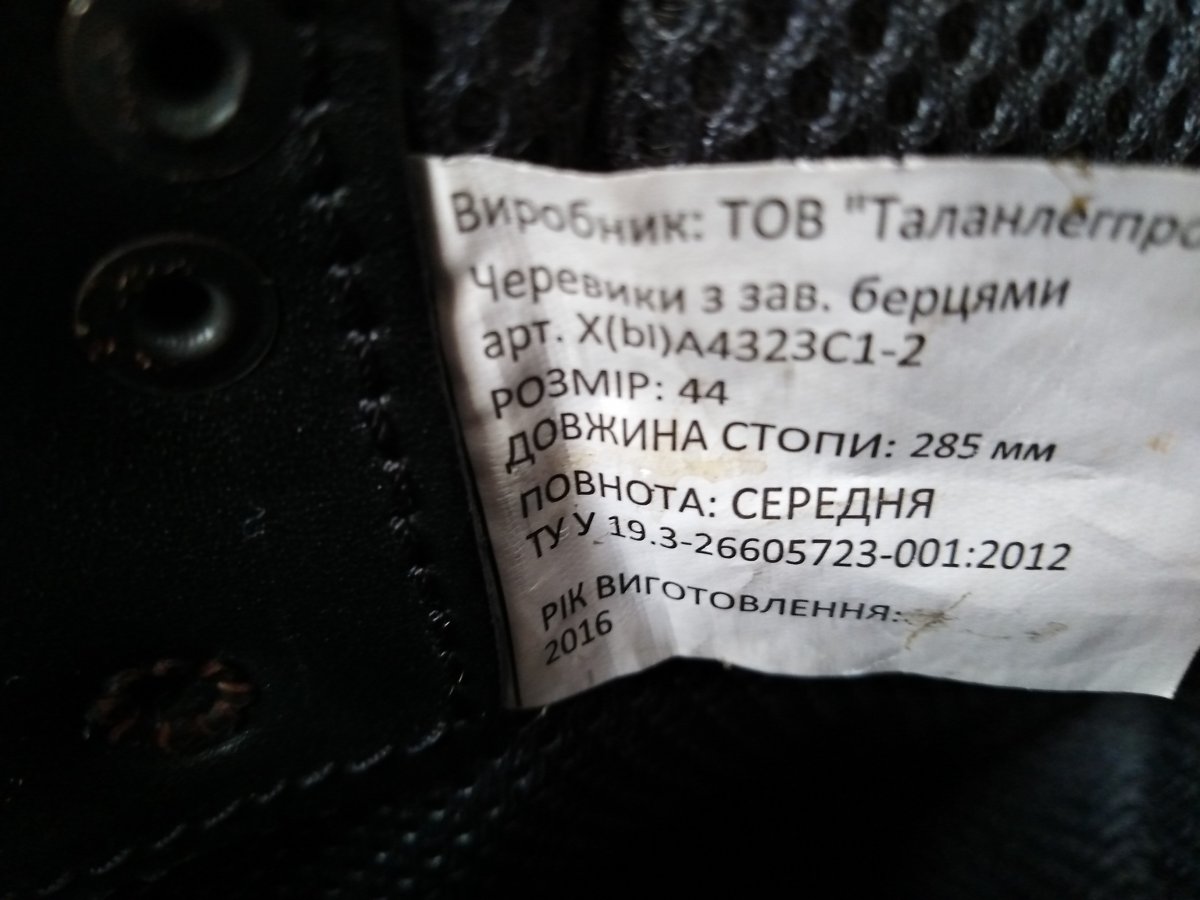 Виробник: ТОВ "Таланлегпро
Черевики з зав. берцями
арт. Х(Ы)А4323С1-2
РОЗМІР: 44
ДОВЖИНА СТОПИ: 285 мм
ПОВНОТА: СЕРЕДНЯ
ТУ У 19.3-26605723-001:2012
РІК ВИГОТОВЛЕННЯ:
2016